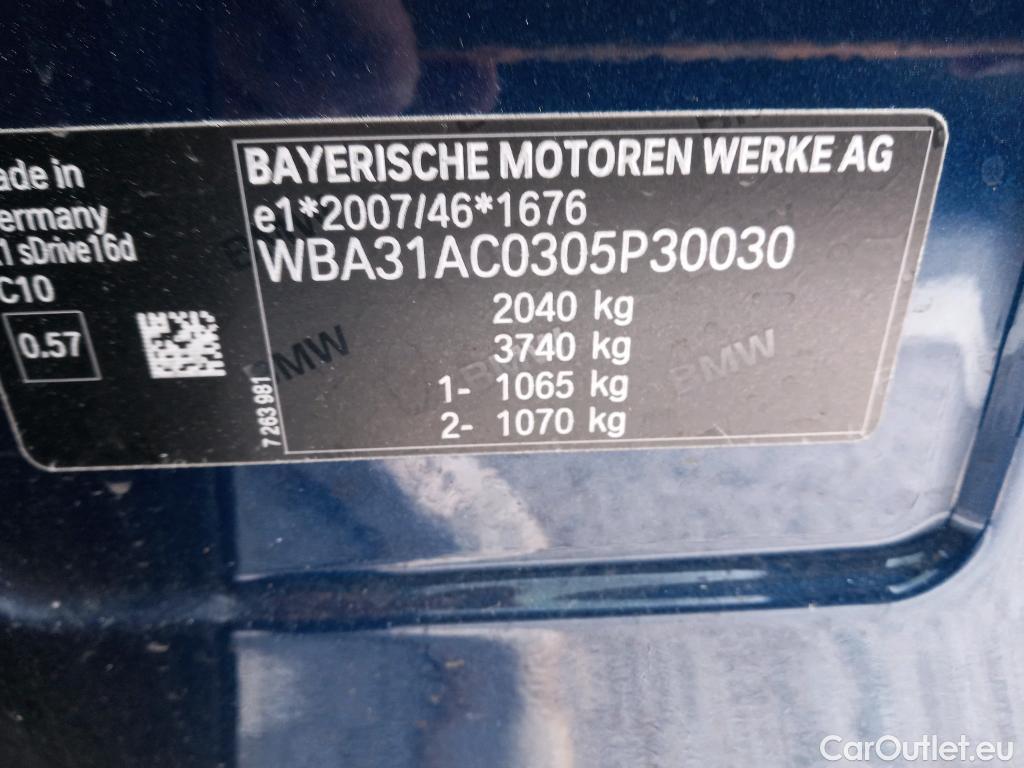 ade in
ermany
1 sDrive16d
C10
0.57
BAYERISCHE MOTOREN WERKE AG
e1*2007/46*1676
WBA31AC0305P30030
2040 kg
3740 kg
1- 1065 kg
2- 1070 kg
7 263 981
BMW
BMW
BMW
CarOutlet.eu